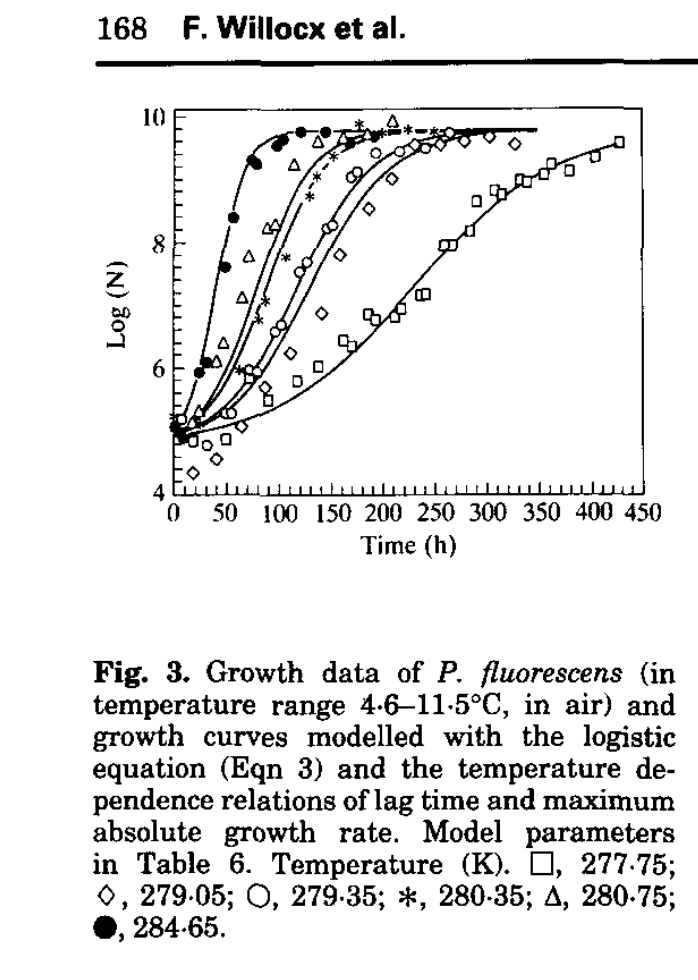 168 F. Willocx et al.
10
8
6
4
Log (N)
0 50 100 150 200 250 300 350 400 450
Time (h)
Fig. 3. Growth data of P. fluorescens (in
temperature range 4·6–11·5°C, in air) and
growth curves modelled with the logistic
equation (Eqn 3) and the temperature de-
pendence relations of lag time and maximum
absolute growth rate. Model parameters
in Table 6. Temperature (K). □, 277·75;
◇, 279·05; ○, 279·35; *, 280·35; △, 280·75;
●, 284·65.